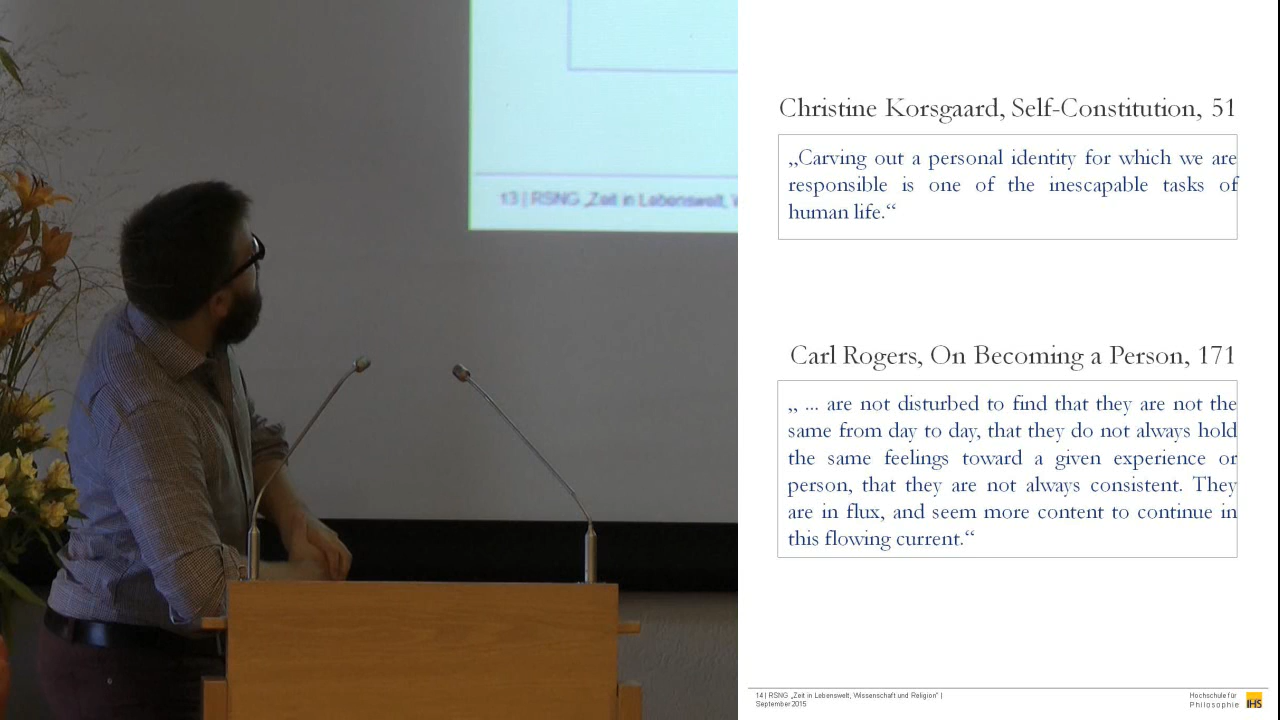 13 | RSNG „Zeit in Lebenswelt,
Christine Korsgaard, Self-Constitution, 51
„Carving out a personal identity for which we are
responsible is one of the inescapable tasks of
human life.“
Carl Rogers, On Becoming a Person, 171
„ ... are not disturbed to find that they are not the
same from day to day, that they do not always hold
the same feelings toward a given experience or
person, that they are not always consistent. They
are in flux, and seem more content to continue in
this flowing current.“
14 | RSNG „Zeit in Lebenswelt, Wissenschaft und Religion“ |
September 2015
Hochschule für
Philosophie
IHS